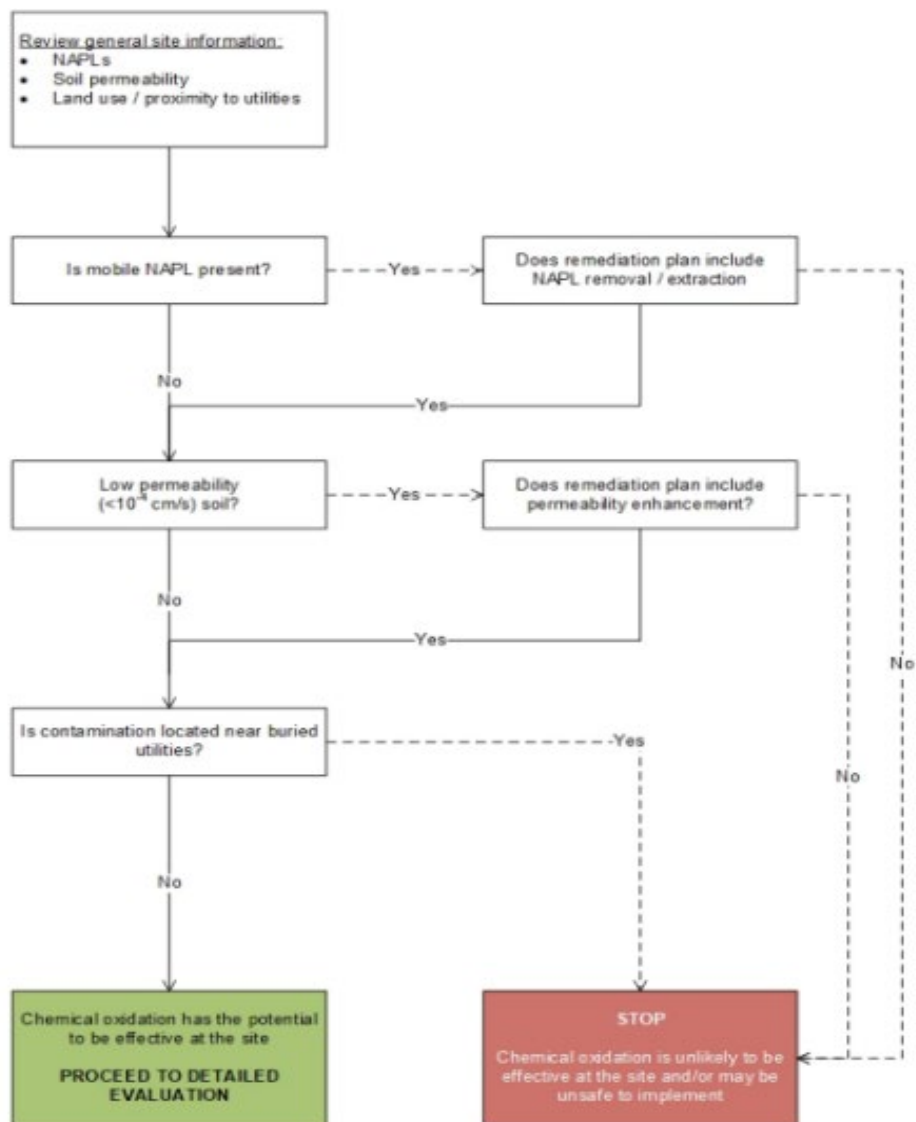 Review general site information:
• NAPLs
• Soil permeability
• Land use / proximity to utilities
Is mobile NAPL present?
Yes
Does remediation plan include
NAPL removal / extraction
No
Yes
Low permeability
(<10⁻⁴ cm/s) soil?
Yes
Does remediation plan include
permeability enhancement?
No
Yes
No
Is contamination located near buried
utilities?
Yes
No
No
Chemical oxidation has the potential
to be effective at the site
PROCEED TO DETAILED
EVALUATION
STOP
Chemical oxidation is unlikely to be
effective at the site and/or may be
unsafe to implement